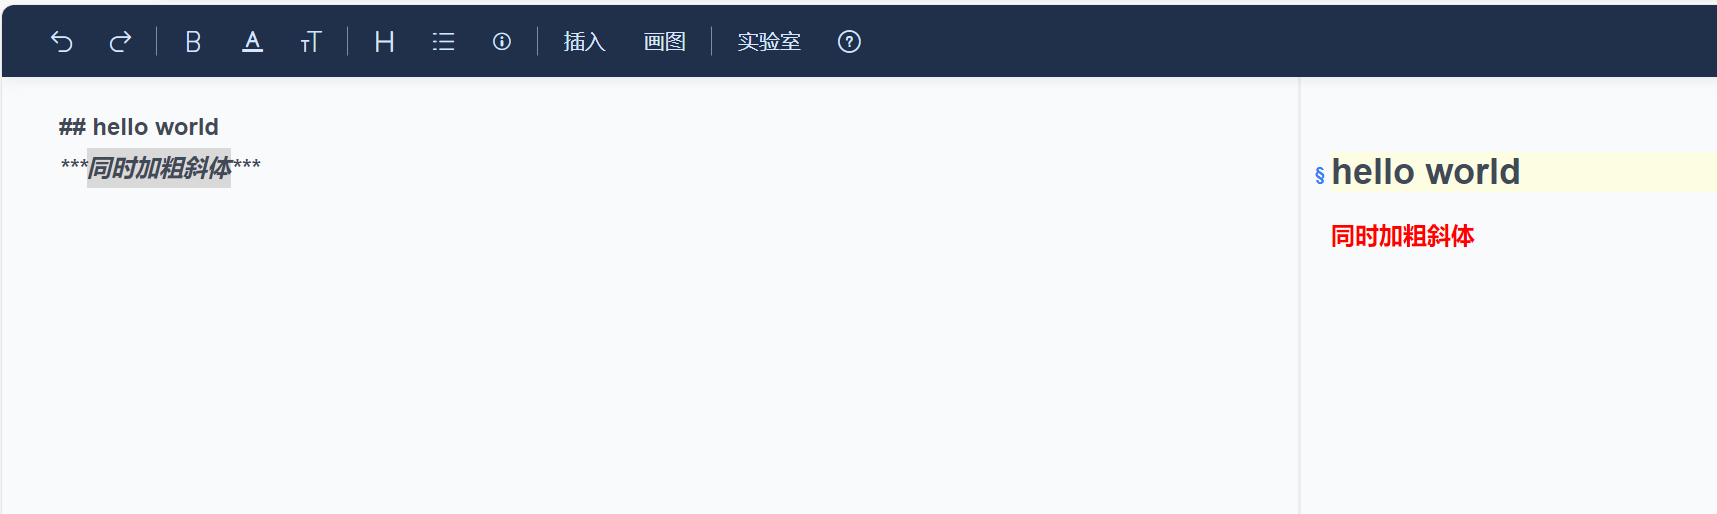 B A TT H 插入 画图 实验室
## hello world
***同时加粗斜体***
§ hello world
同时加粗斜体